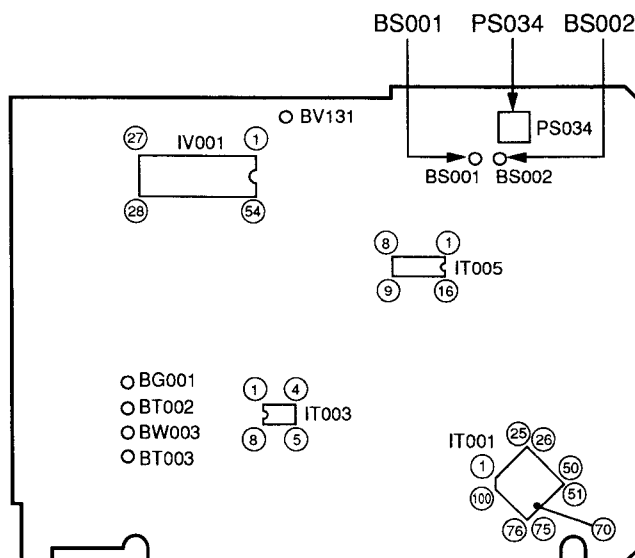 BS001 PS034 BS002
BV131
PS034
27 IV001 1
BS001 BS002
28 54
8 1
IT005
9 16
BG001
1 4
BT002
IT003
BW003
8 5
BT003
25 26
IT001
1 50
100 51
76 75 70